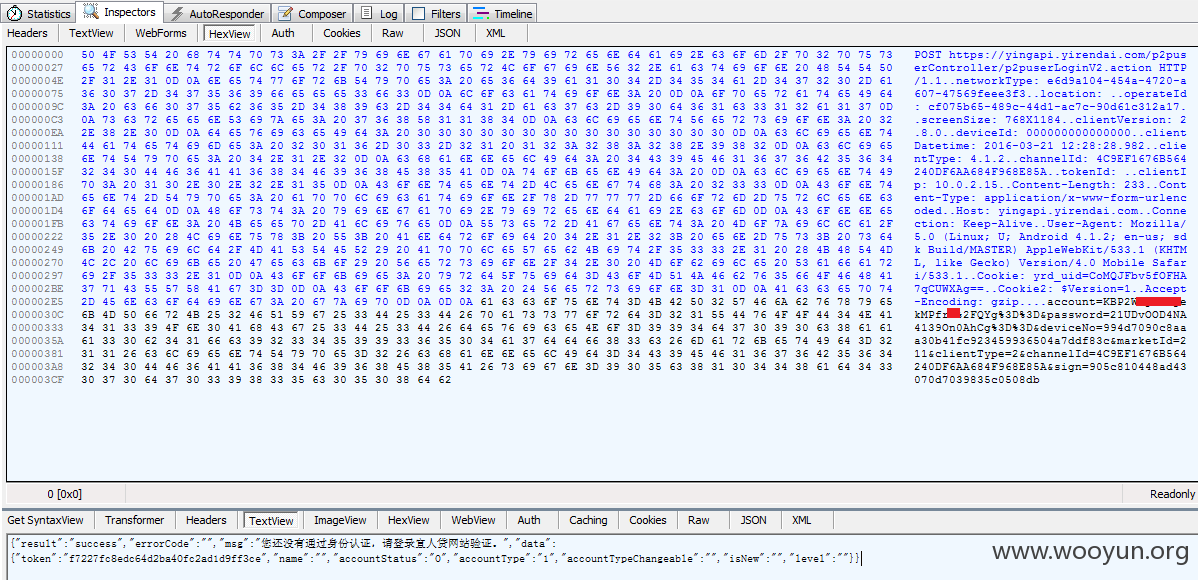 Statistics Inspectors AutoResponder Composer Log Filters Timeline
Headers TextView WebForms HexView Auth Cookies Raw JSON XML
00000000 50 4F 53 54 20 68 74 74 70 73 3A 2F 2F 79 69 6E 67 61 70 69 2E 79 69 72 65 6E 64 61 69 2E 63 6F 6D 2F 70 32 70 75 73 POST https://yingapi.yirendai.com/p2pus
00000027 65 72 43 6F 6E 74 72 6F 6C 6C 65 72 2F 70 32 70 75 73 65 72 4C 6F 67 69 6E 56 32 2E 61 63 74 69 6F 6E 20 48 54 54 50 erController/p2puserLoginV2.action HTTP
0000004E 2F 31 2E 31 0D 0A 6E 65 74 77 6F 72 6B 54 79 70 65 3A 20 65 36 64 39 61 31 30 34 2D 34 35 34 61 2D 34 37 32 30 2D 61 /1.1..networkType: e6d9a104-454a-4720-a
00000075 36 30 37 2D 34 37 35 36 39 66 65 65 65 33 66 33 0D 0A 6C 6F 63 61 74 69 6F 6E 3A 20 0D 0A 6F 70 65 72 61 74 65 49 64 607-47569feee3f3..location: ..operateId
0000009C 3A 20 63 66 30 37 35 62 36 35 2D 34 38 39 63 2D 34 34 64 31 2D 61 63 37 63 2D 39 30 64 36 31 63 33 31 32 61 31 37 0D : cf075b65-489c-44d1-ac7c-90d61c312a17.
000000C3 0A 73 63 72 65 65 6E 53 69 7A 65 3A 20 37 36 38 58 31 31 38 34 0D 0A 63 6C 69 65 6E 74 56 65 72 73 69 6F 6E 3A 20 32 .screenSize: 768X1184..clientVersion: 2
000000EA 2E 38 2E 30 0D 0A 64 65 76 69 63 65 49 64 3A 20 30 30 30 30 30 30 30 30 30 30 30 30 30 30 30 0D 0A 63 6C 69 65 6E 74 .8.0..deviceId: 000000000000000..client
00000111 44 61 74 65 74 69 6D 65 3A 20 32 30 31 36 2D 30 33 2D 32 31 20 31 32 3A 32 38 3A 32 38 2E 39 38 32 0D 0A 63 6C 69 65 Datetime: 2016-03-21 12:28:28.982..clie
00000138 6E 74 54 79 70 65 3A 20 34 2E 31 2E 32 0D 0A 63 68 61 6E 6E 65 6C 49 64 3A 20 34 43 39 45 46 31 36 37 36 42 35 36 34 ntType: 4.1.2..channelId: 4C9EF1676B564
0000015F 32 34 30 44 46 36 41 41 36 38 34 46 39 36 38 45 38 35 41 0D 0A 74 6F 6B 65 6E 49 64 3A 20 0D 0A 63 6C 69 65 6E 74 49 240DF6AA684F968E85A..tokenId: ..clientI
00000186 70 3A 20 31 30 2E 30 2E 32 2E 31 35 0D 0A 43 6F 6E 74 65 6E 74 2D 4C 65 6E 67 74 68 3A 20 32 33 33 0D 0A 43 6F 6E 74 p: 10.0.2.15..Content-Length: 233..Cont
000001AD 65 6E 74 2D 54 79 70 65 3A 20 61 70 70 6C 69 63 61 74 69 6F 6E 2F 78 2D 77 77 77 2D 66 6F 72 6D 2D 75 72 6C 65 6E 63 ent-Type: application/x-www-form-urlenc
000001D4 6F 64 65 64 0D 0A 48 6F 73 74 3A 20 79 69 6E 67 61 70 69 2E 79 69 72 65 6E 64 61 69 2E 63 6F 6D 0D 0A 43 6F 6E 6E 65 oded..Host: yingapi.yirendai.com..Conne
000001FB 63 74 69 6F 6E 3A 20 4B 65 65 70 2D 41 6C 69 76 65 0D 0A 55 73 65 72 2D 41 67 65 6E 74 3A 20 4D 6F 7A 69 6C 6C 61 2F ction: Keep-Alive..User-Agent: Mozilla/
00000222 35 2E 30 20 28 4C 69 6E 75 78 3B 20 55 3B 20 41 6E 64 72 6F 69 64 20 34 2E 31 2E 32 3B 20 65 6E 2D 75 73 3B 20 73 64 5.0 (Linux; U; Android 4.1.2; en-us; sd
00000249 6B 20 42 75 69 6C 64 2F 4D 41 53 54 45 52 29 20 41 70 70 6C 65 57 65 62 4B 69 74 2F 35 33 33 2E 31 20 28 4B 48 54 4D k Build/MASTER) AppleWebKit/533.1 (KHTM
00000270 4C 2C 20 6C 69 6B 65 20 47 65 63 6B 6F 29 20 56 65 72 73 69 6F 6E 2F 34 2E 30 20 4D 6F 62 69 6C 65 20 53 61 66 61 72 L, like Gecko) Version/4.0 Mobile Safar
00000297 69 2F 35 33 33 2E 31 0D 0A 43 6F 6F 6B 69 65 3A 20 79 72 64 5F 75 69 64 3D 43 6F 4D 51 4A 46 62 76 35 66 4F 46 48 41 i/533.1..Cookie: yrd_uid=CoMQJFbv5fOFHA
000002BE 37 71 43 55 57 58 41 67 3D 3D 0D 0A 43 6F 6F 6B 69 65 32 3A 20 24 56 65 72 73 69 6F 6E 3D 31 0D 0A 41 63 63 65 70 74 7qCUWXAg==..Cookie2: $Version=1..Accept
000002E5 2D 45 6E 63 6F 64 69 6E 67 3A 20 67 7A 69 70 0D 0A 0D 0A 61 63 63 6F 75 6E 74 3D 4B 42 50 32 57 46 6A 62 76 78 79 65 -Encoding: gzip....account=KBP2W e
0000030C 6B 4D 50 66 72 25 32 46 51 59 67 25 33 44 25 33 44 26 70 61 73 73 77 6F 72 64 3D 32 31 55 44 76 4F 4F 44 34 4E 41 kMPfr 2FQYg%3D%3D&password=21UDvOOD4NA
00000333 34 31 33 39 4F 6E 30 41 68 43 67 25 33 44 25 33 44 26 64 65 76 69 63 65 4E 6F 3D 39 39 34 64 37 30 39 30 63 38 61 61 4139On0AhCg%3D%3D&deviceNo=994d7090c8aa
0000035A 61 33 30 62 34 31 66 63 39 32 33 34 35 39 39 33 36 35 30 34 61 37 64 64 66 38 33 63 26 6D 61 72 6B 65 74 49 64 3D 32 a30b41fc923459936504a7ddf83c&marketId=2
00000381 31 31 26 63 6C 69 65 6E 74 54 79 70 65 3D 32 26 63 68 61 6E 6E 65 6C 49 64 3D 34 43 39 45 46 31 36 37 36 42 35 36 34 11&clientType=2&channelId=4C9EF1676B564
000003A8 32 34 30 44 46 36 41 41 36 38 34 46 39 36 38 45 38 35 41 26 73 69 67 6E 3D 39 30 35 63 38 31 30 34 34 38 61 64 34 33 240DF6AA684F968E85A&sign=905c810448ad43
000003CF 30 37 30 64 37 30 33 39 38 33 35 63 30 35 30 38 64 62 070d7039835c0508db
0 [0x0] Readonly
Get SyntaxView Transformer Headers TextView ImageView HexView WebView Auth Caching Cookies Raw JSON XML
{"result":"success","errorCode":"","msg":"您还没有通过身份认证，请登录宜人贷网站验证。","data":
{"token":"f7227fc8edc64d2ba40fc2ad1d9ff3ce","name":"","accountStatus":"0","accountType":"1","accountTypeChangeable":"","isNew":"","level":""}}
www.wooyun.org